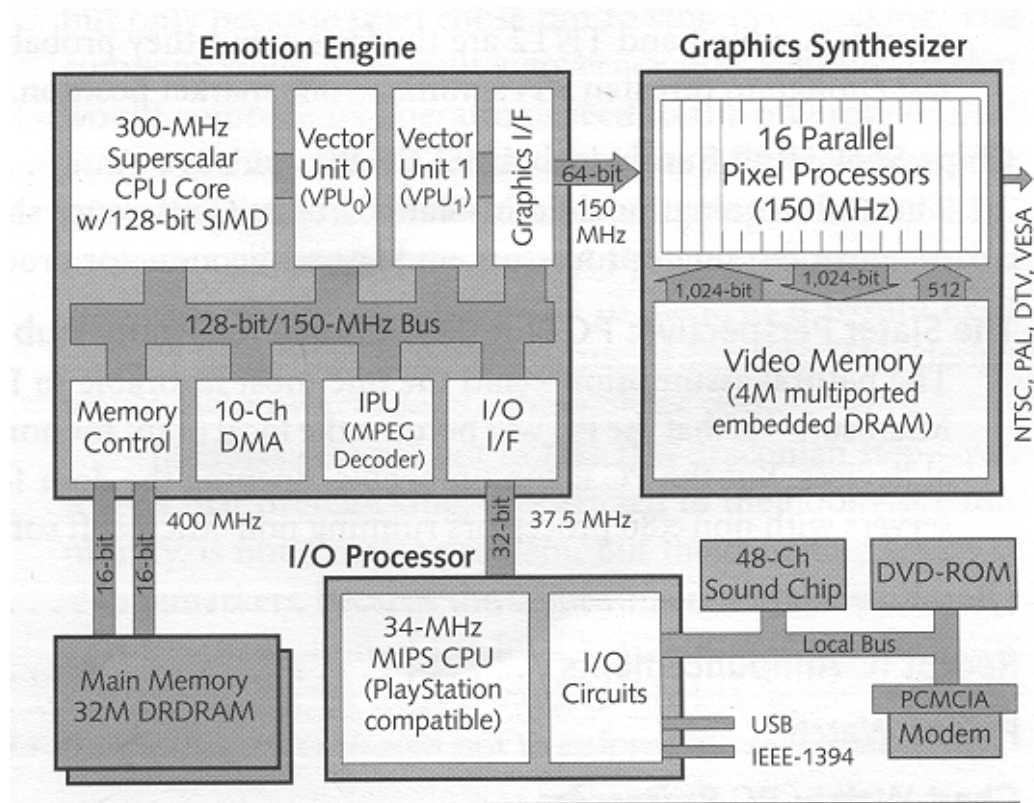 Emotion Engine
Graphics Synthesizer
300-MHz
Superscalar
CPU Core
w/128-bit SIMD
Vector
Unit 0
(VPU0)
Vector
Unit 1
(VPU1)
Graphics I/F
64-bit
150
MHz
16 Parallel
Pixel Processors
(150 MHz)
1,024-bit
1,024-bit
512
Video Memory
(4M multiported
embedded DRAM)
NTSC, PAL, DTV, VESA
128-bit/150-MHz Bus
Memory
Control
10-Ch
DMA
IPU
(MPEG
Decoder)
I/O
I/F
16-bit
16-bit
400 MHz
32-bit
37.5 MHz
Main Memory
32M DRDRAM
I/O Processor
34-MHz
MIPS CPU
(PlayStation
compatible)
I/O
Circuits
48-Ch
Sound Chip
DVD-ROM
Local Bus
PCMCIA
Modem
USB
IEEE-1394